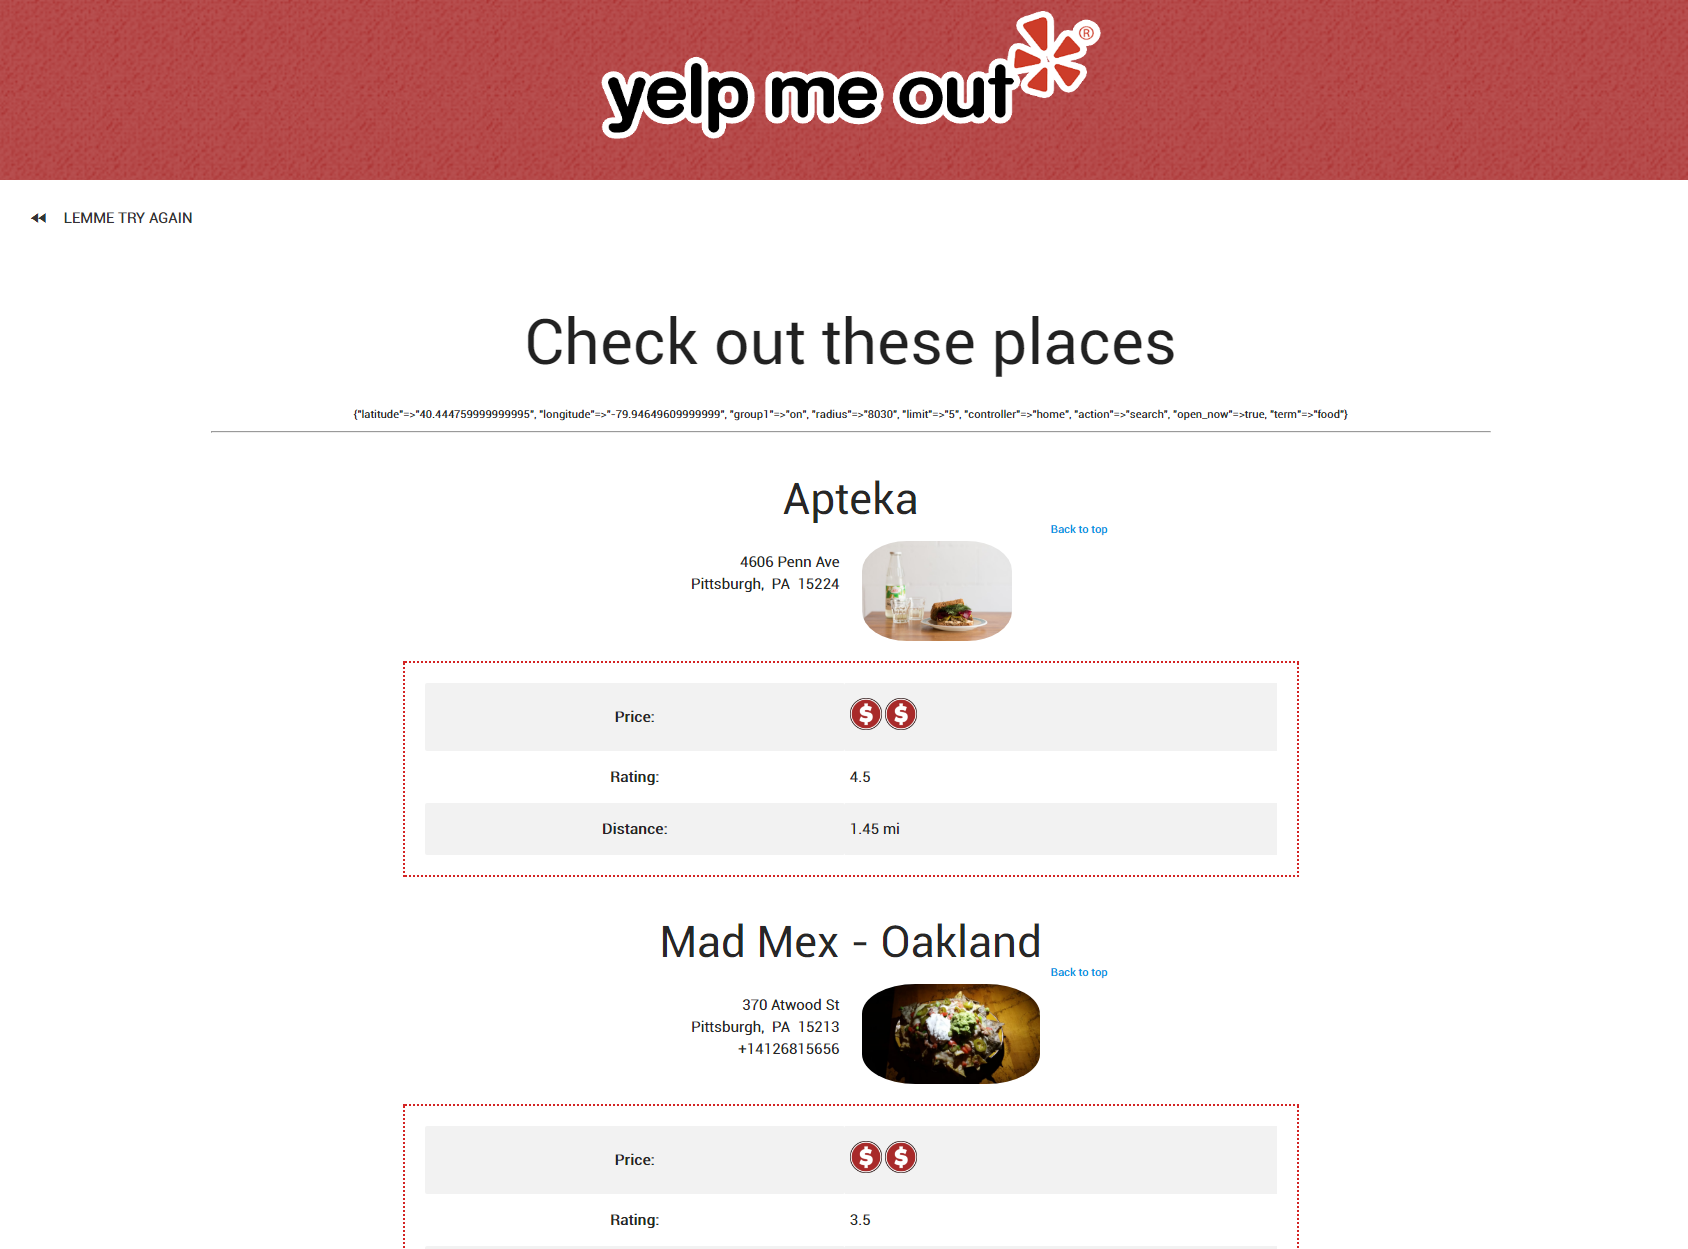 yelp me out ®
LEMME TRY AGAIN
Check out these places
{"latitude"=>"40.444759999999995", "longitude"=>"-79.94649609999999", "group1"=>"on", "radius"=>"8030", "limit"=>"5", "controller"=>"home", "action"=>"search", "open_now"=>true, "term"=>"food"}
Apteka
Back to top
4606 Penn Ave
Pittsburgh, PA 15224
Price: $ $
Rating: 4.5
Distance: 1.45 mi
Mad Mex - Oakland
Back to top
370 Atwood St
Pittsburgh, PA 15213
+14126815656
Price: $ $
Rating: 3.5